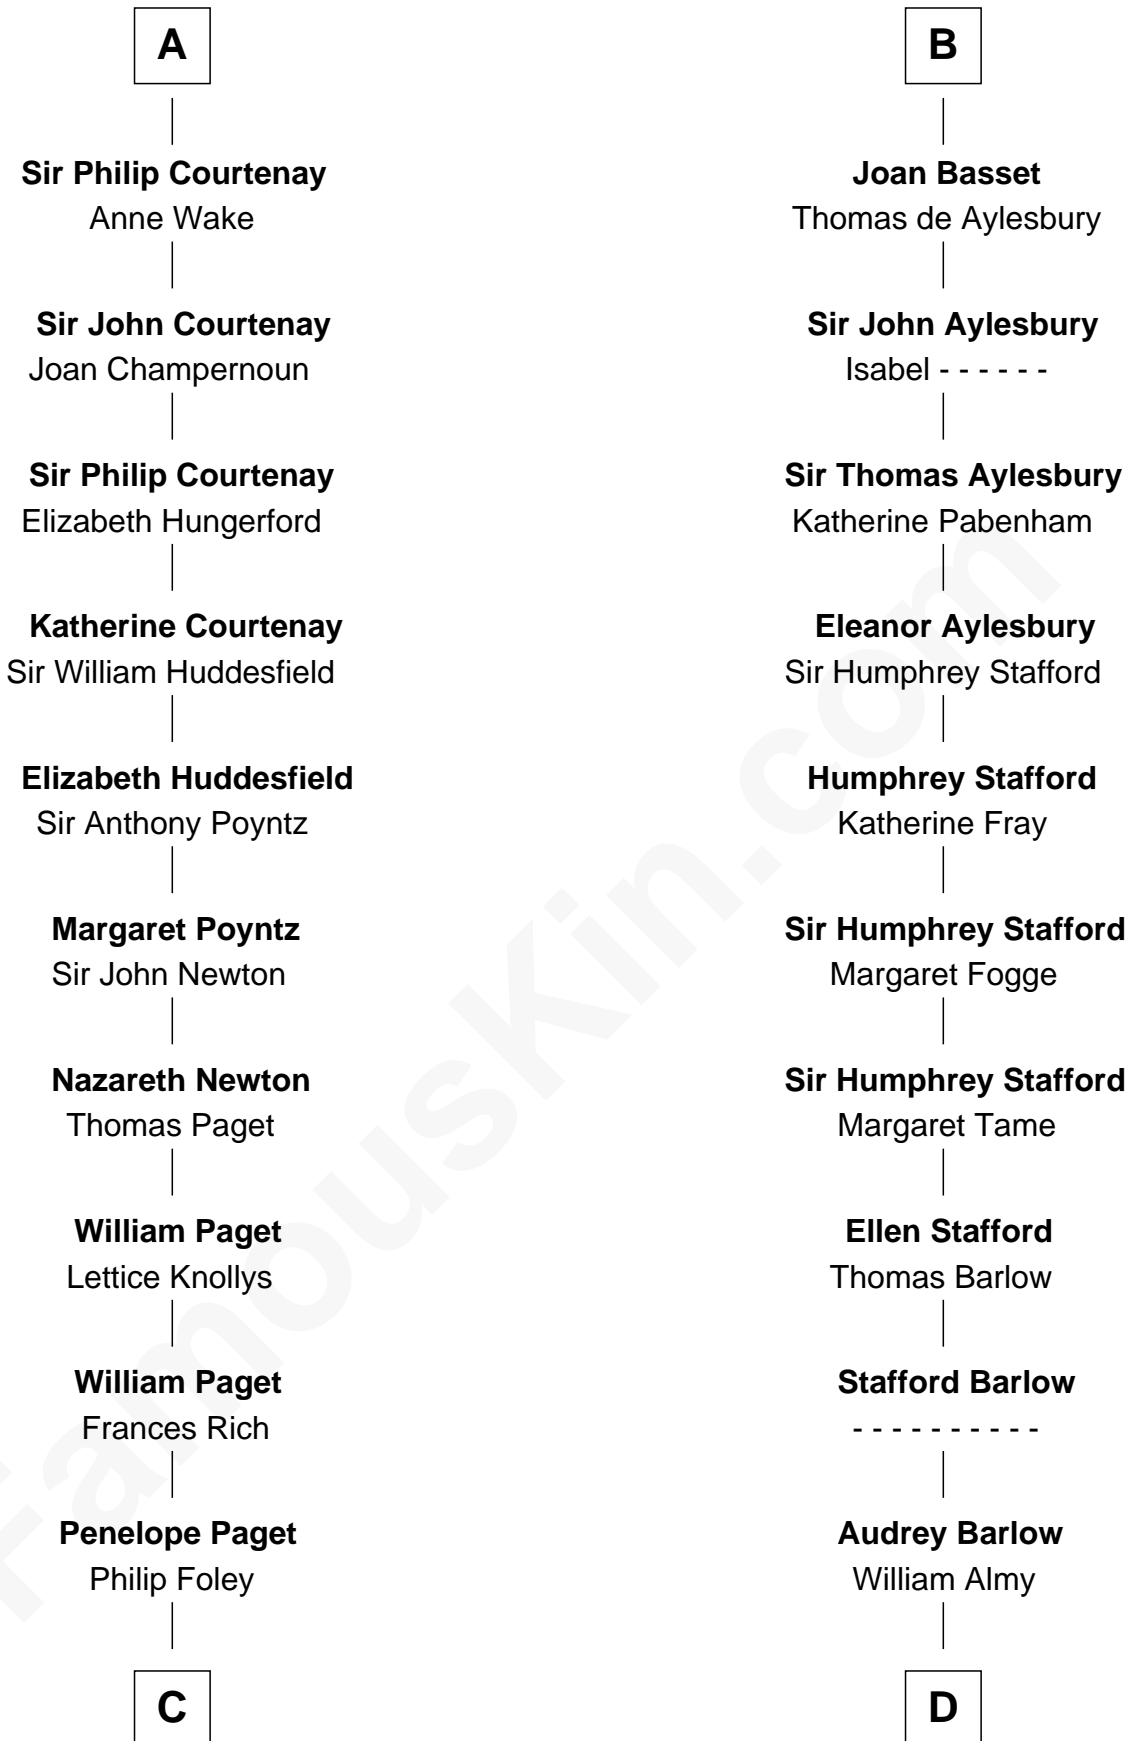 A
Sir Philip Courtenay
Anne Wake
Sir John Courtenay
Joan Champernoun
Sir Philip Courtenay
Elizabeth Hungerford
Katherine Courtenay
Sir William Huddesfield
Elizabeth Huddesfield
Sir Anthony Poyntz
Margaret Poyntz
Sir John Newton
Nazareth Newton
Thomas Paget
William Paget
Lettice Knollys
William Paget
Frances Rich
Penelope Paget
Philip Foley
C
B
Joan Basset
Thomas de Aylesbury
Sir John Aylesbury
Isabel - - - - - -
Sir Thomas Aylesbury
Katherine Pabenham
Eleanor Aylesbury
Sir Humphrey Stafford
Humphrey Stafford
Katherine Fray
Sir Humphrey Stafford
Margaret Fogge
Sir Humphrey Stafford
Margaret Tame
Ellen Stafford
Thomas Barlow
Stafford Barlow
- - - - - - - - - -
Audrey Barlow
William Almy
D
FamousKin.com